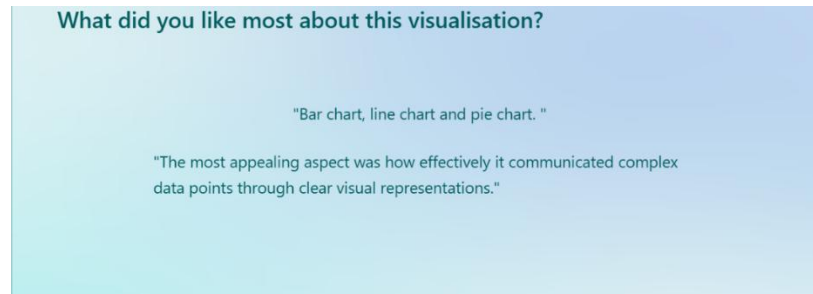 What did you like most about this visualisation?
"Bar chart, line chart and pie chart. "
"The most appealing aspect was how effectively it communicated complex
data points through clear visual representations."